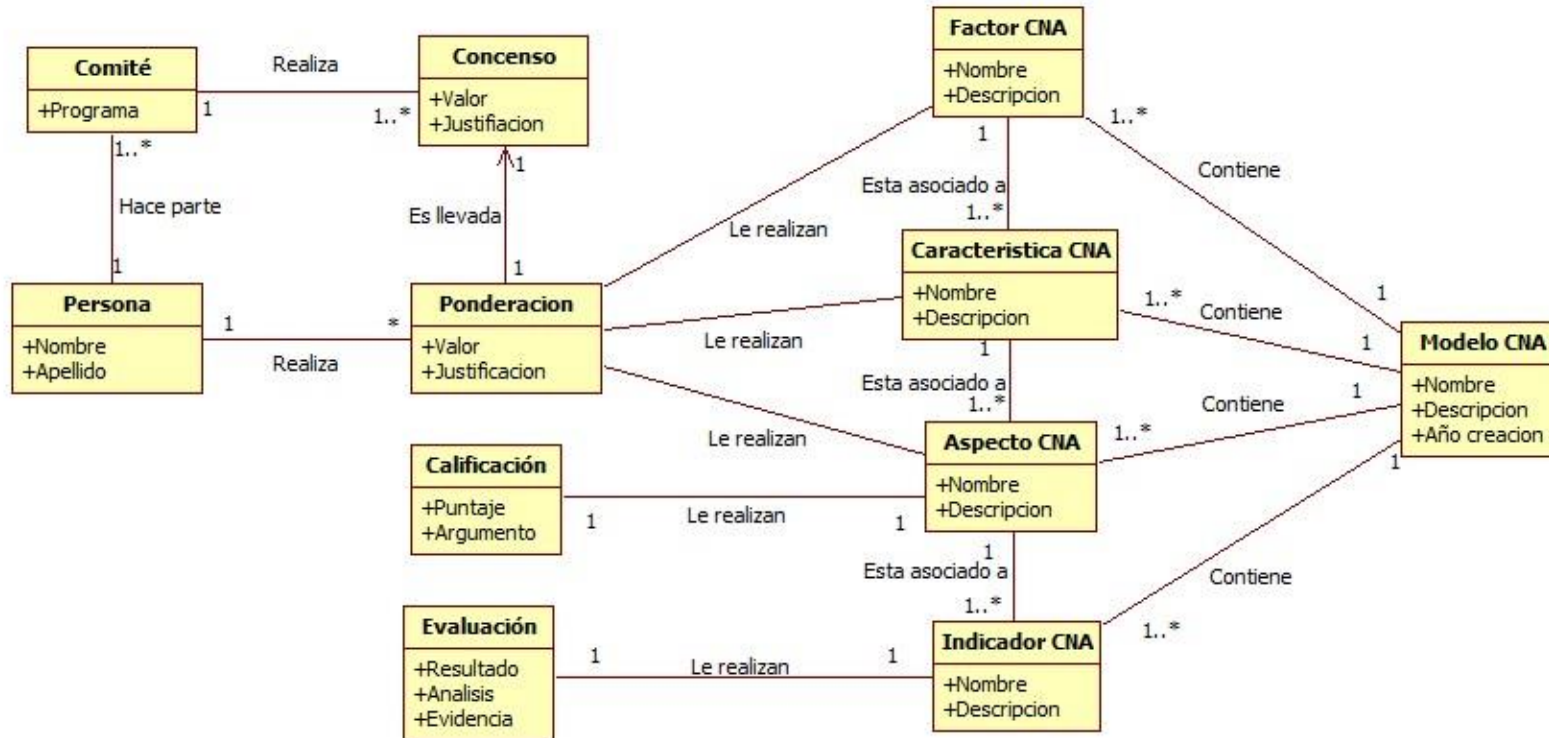 Comité
+Programa
Realiza
1
1..*
Concenso
+Valor
+Justifiacion
1..*
Hace parte
1
1
Es llevada
1
Persona
+Nombre
+Apellido
1
*
Realiza
Ponderacion
+Valor
+Justificacion
Le realizan
Le realizan
Le realizan
Factor CNA
+Nombre
+Descripcion
1
Esta asociado a
1..*
1..*
Contiene
1
Caracteristica CNA
+Nombre
+Descripcion
1..*
Contiene
1
1
Esta asociado a
1..*
Modelo CNA
+Nombre
+Descripcion
+Año creacion
Aspecto CNA
+Nombre
+Descripcion
1..*
Contiene
1
Calificación
+Puntaje
+Argumento
1
Le realizan
1
1
Esta asociado a
1..*
1
Contiene
1..*
Evaluación
+Resultado
+Analisis
+Evidencia
1
Le realizan
1
Indicador CNA
+Nombre
+Descripcion